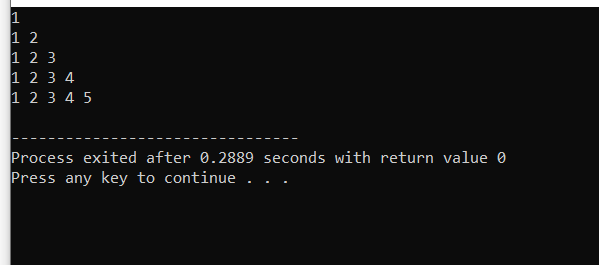 1
1 2
1 2 3
1 2 3 4
1 2 3 4 5
--------------------------------
Process exited after 0.2889 seconds with return value 0
Press any key to continue . . .